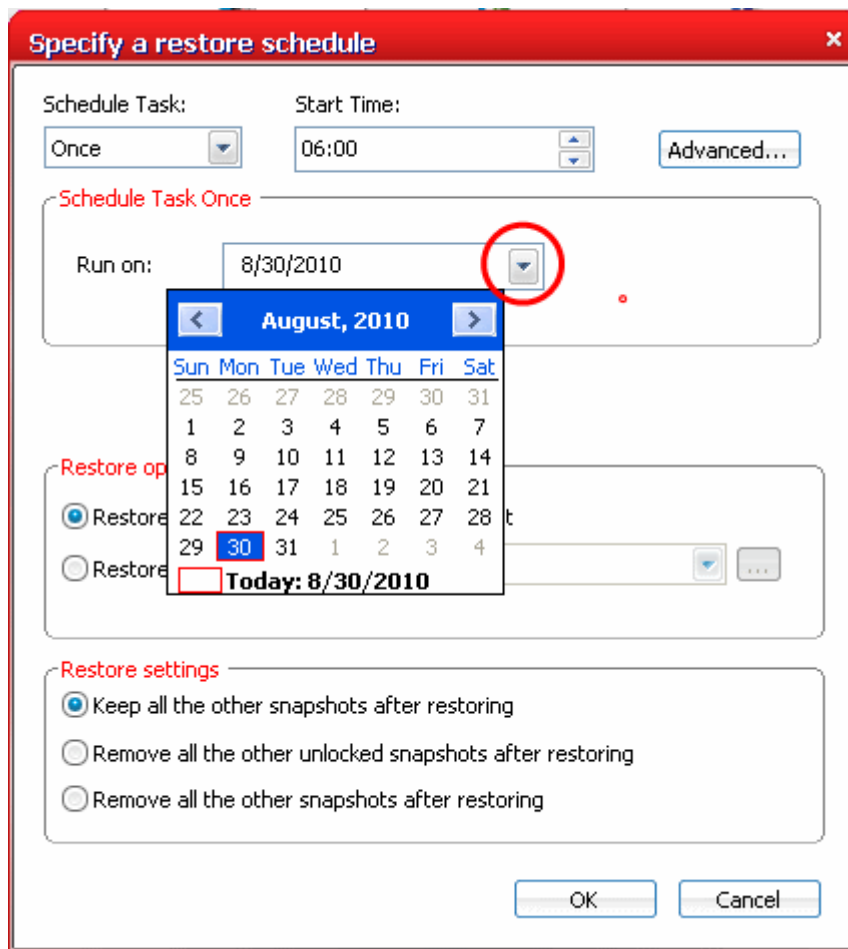 Specify a restore schedule
Schedule Task: Start Time:
Once 06:00 Advanced...
Schedule Task Once
Run on: 8/30/2010
August, 2010
Sun Mon Tue Wed Thu Fri Sat
25 26 27 28 29 30 31
1 2 3 4 5 6 7
8 9 10 11 12 13 14
15 16 17 18 19 20 21
22 23 24 25 26 27 28
29 30 31 1 2 3 4
Today: 8/30/2010
Restore op
Restore t
Restore ...
Restore settings
Keep all the other snapshots after restoring
Remove all the other unlocked snapshots after restoring
Remove all the other snapshots after restoring
OK Cancel